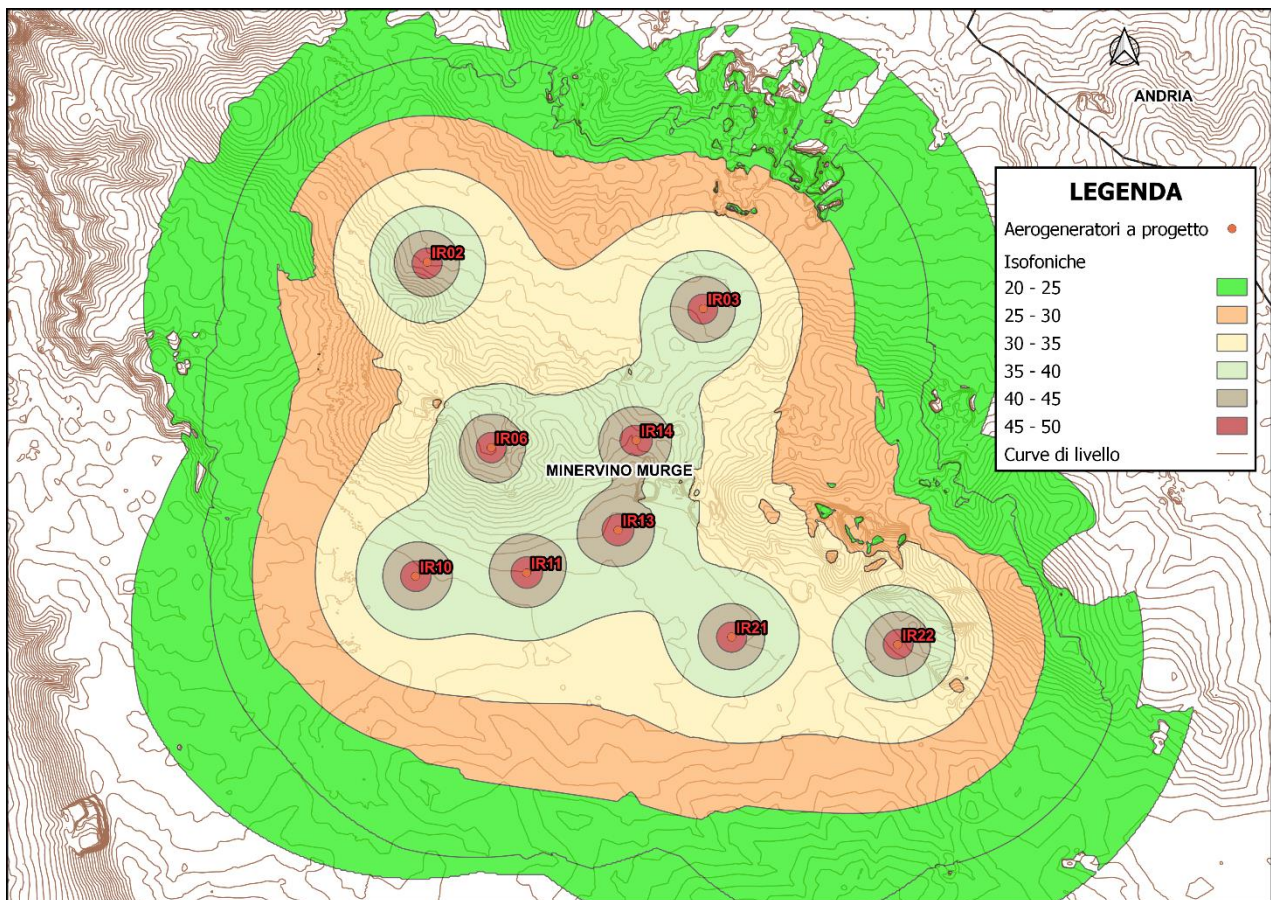 ANDRIA
LEGENDA
Aerogeneratori a progetto
Isofoniche
20 - 25
25 - 30
30 - 35
35 - 40
40 - 45
45 - 50
Curve di livello
IR02
IR03
IR14
IR06
MINERVINO MURGE
IR13
IR11
IR10
IR21
IR22